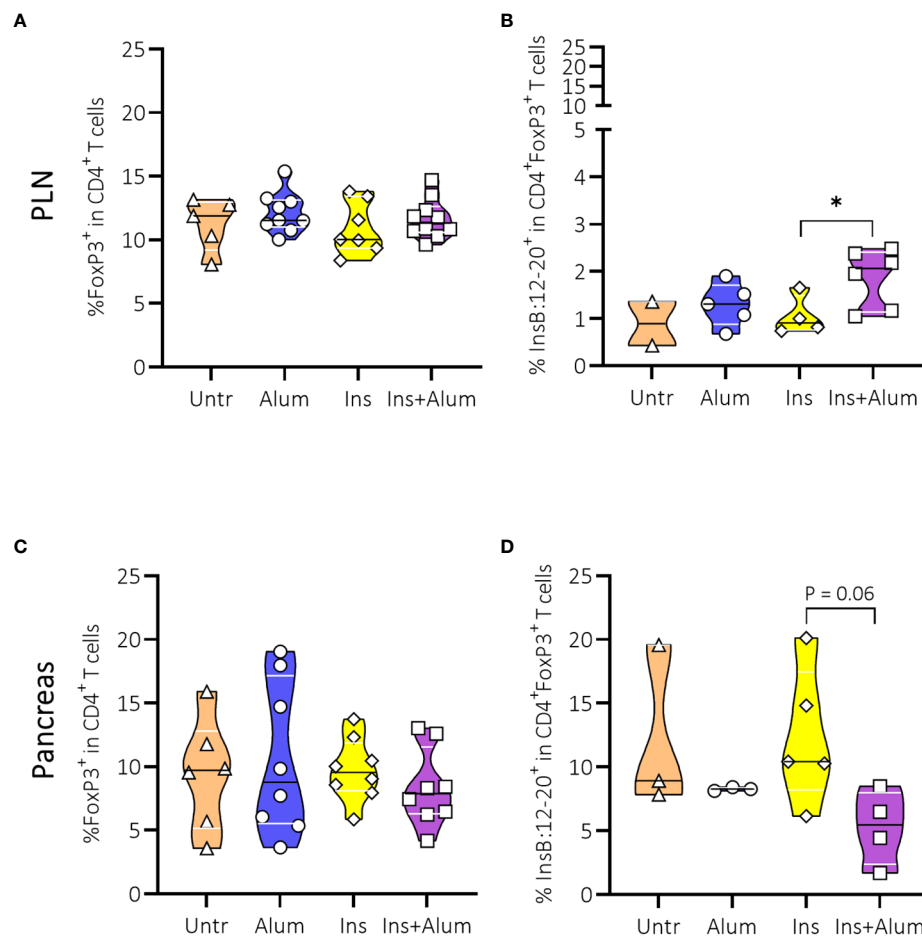 A
PLN
%FoxP3+ in CD4+ T cells
25
20
15
10
5
0
Untr Alum Ins Ins+Alum
B
% InsB:12-20+ in CD4+FoxP3+ T cells
25
20
15
10
5
4
3
2
1
0
*
Untr Alum Ins Ins+Alum
C
Pancreas
%FoxP3+ in CD4+ T cells
25
20
15
10
5
0
Untr Alum Ins Ins+Alum
D
% InsB:12-20+ in CD4+FoxP3+ T cells
25
20
15
10
5
0
P = 0.06
Untr Alum Ins Ins+Alum